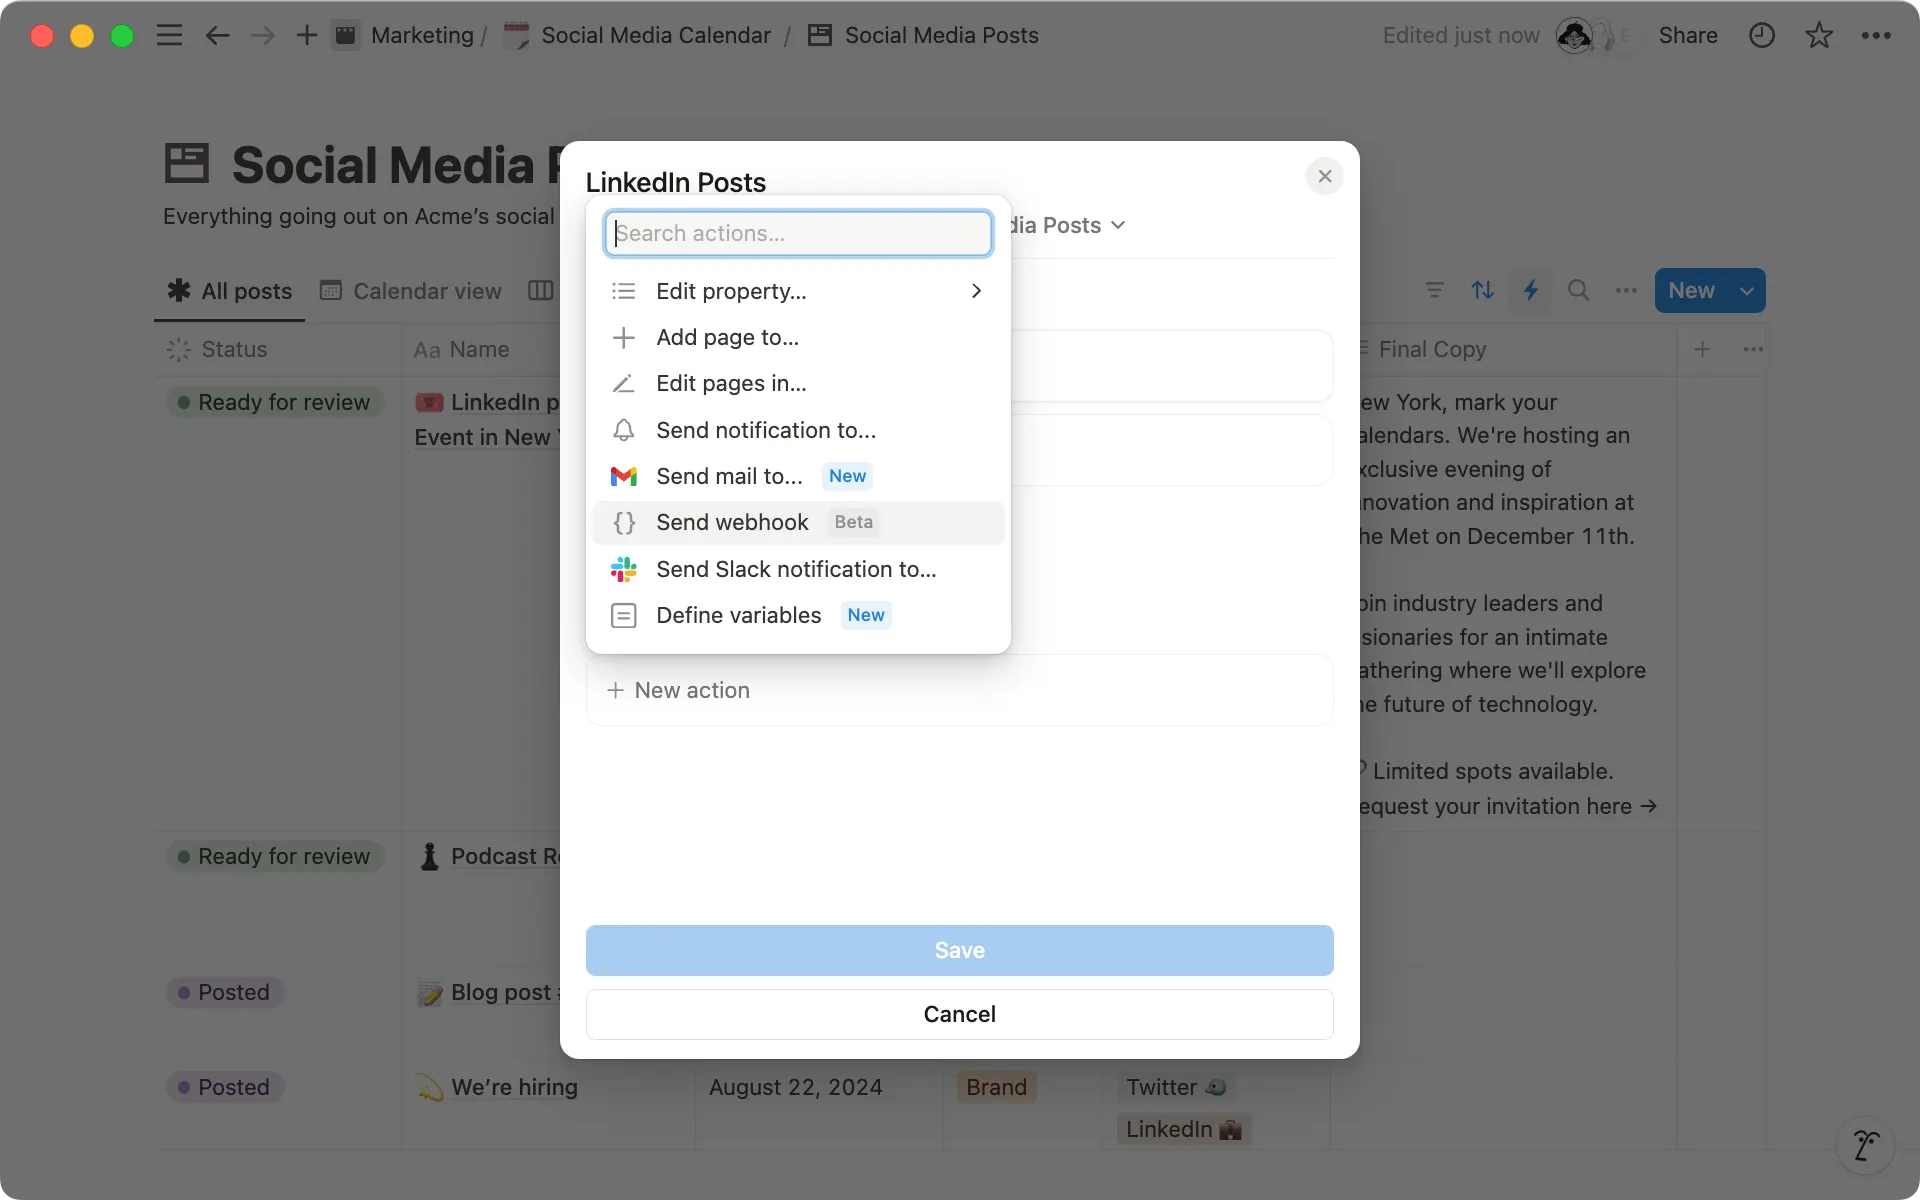 Marketing / Social Media Calendar / Social Media Posts
Edited just now
Share
Social Media P
Everything going out on Acme’s social
All posts
Calendar view
New
Status
Aa Name
Final Copy
Ready for review
LinkedIn p
Event in New Y
ew York, mark your
alendars. We're hosting an
xclusive evening of
nnovation and inspiration at
he Met on December 11th.
oin industry leaders and
isionaries for an intimate
athering where we'll explore
he future of technology.
Limited spots available.
equest your invitation here →
Ready for review
Podcast Re
Posted
Blog post #
Posted
We’re hiring
August 22, 2024
Brand
Twitter
LinkedIn
LinkedIn Posts
dia Posts
Search actions...
Edit property...
Add page to...
Edit pages in...
Send notification to...
Send mail to... New
Send webhook Beta
Send Slack notification to...
Define variables New
New action
Save
Cancel